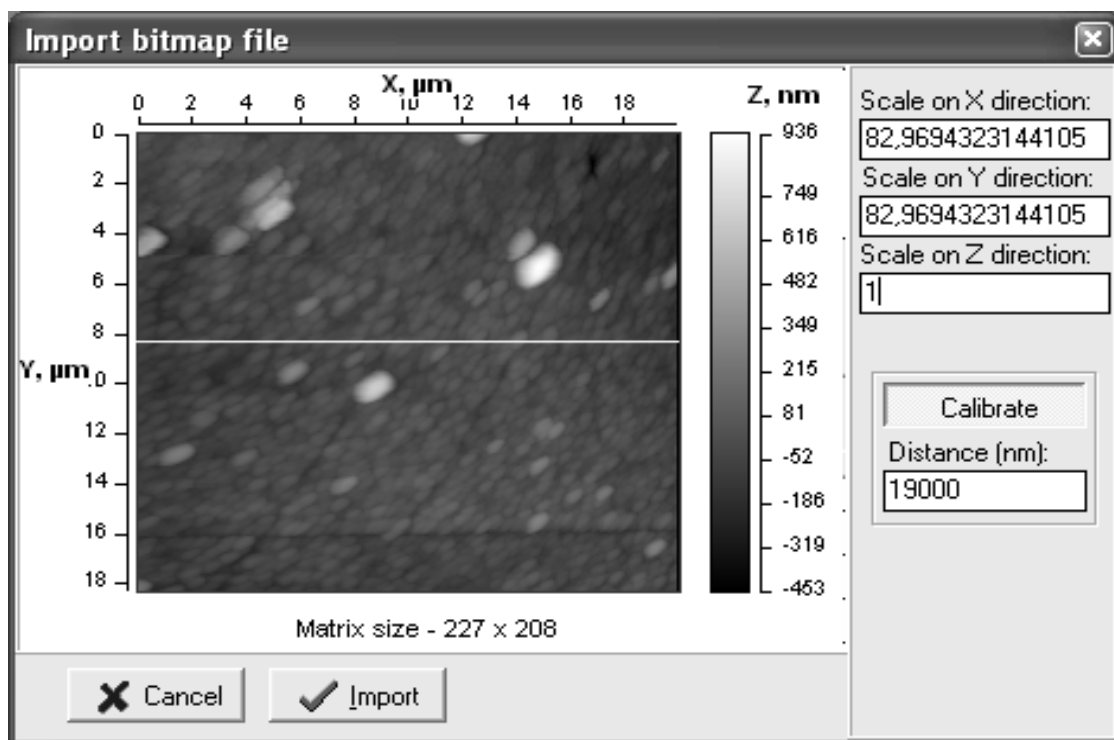 Import bitmap file
X, µm
0 2 4 6 8 10 12 14 16 18
Z, nm
936
749
616
482
349
215
81
-52
-186
-319
-453
0
2
4
6
8
Y, µm
.0
12
14
16
18
Matrix size - 227 x 208
Scale on X direction:
82,9694323144105
Scale on Y direction:
82,9694323144105
Scale on Z direction:
1
Calibrate
Distance (nm):
19000
Cancel
Import